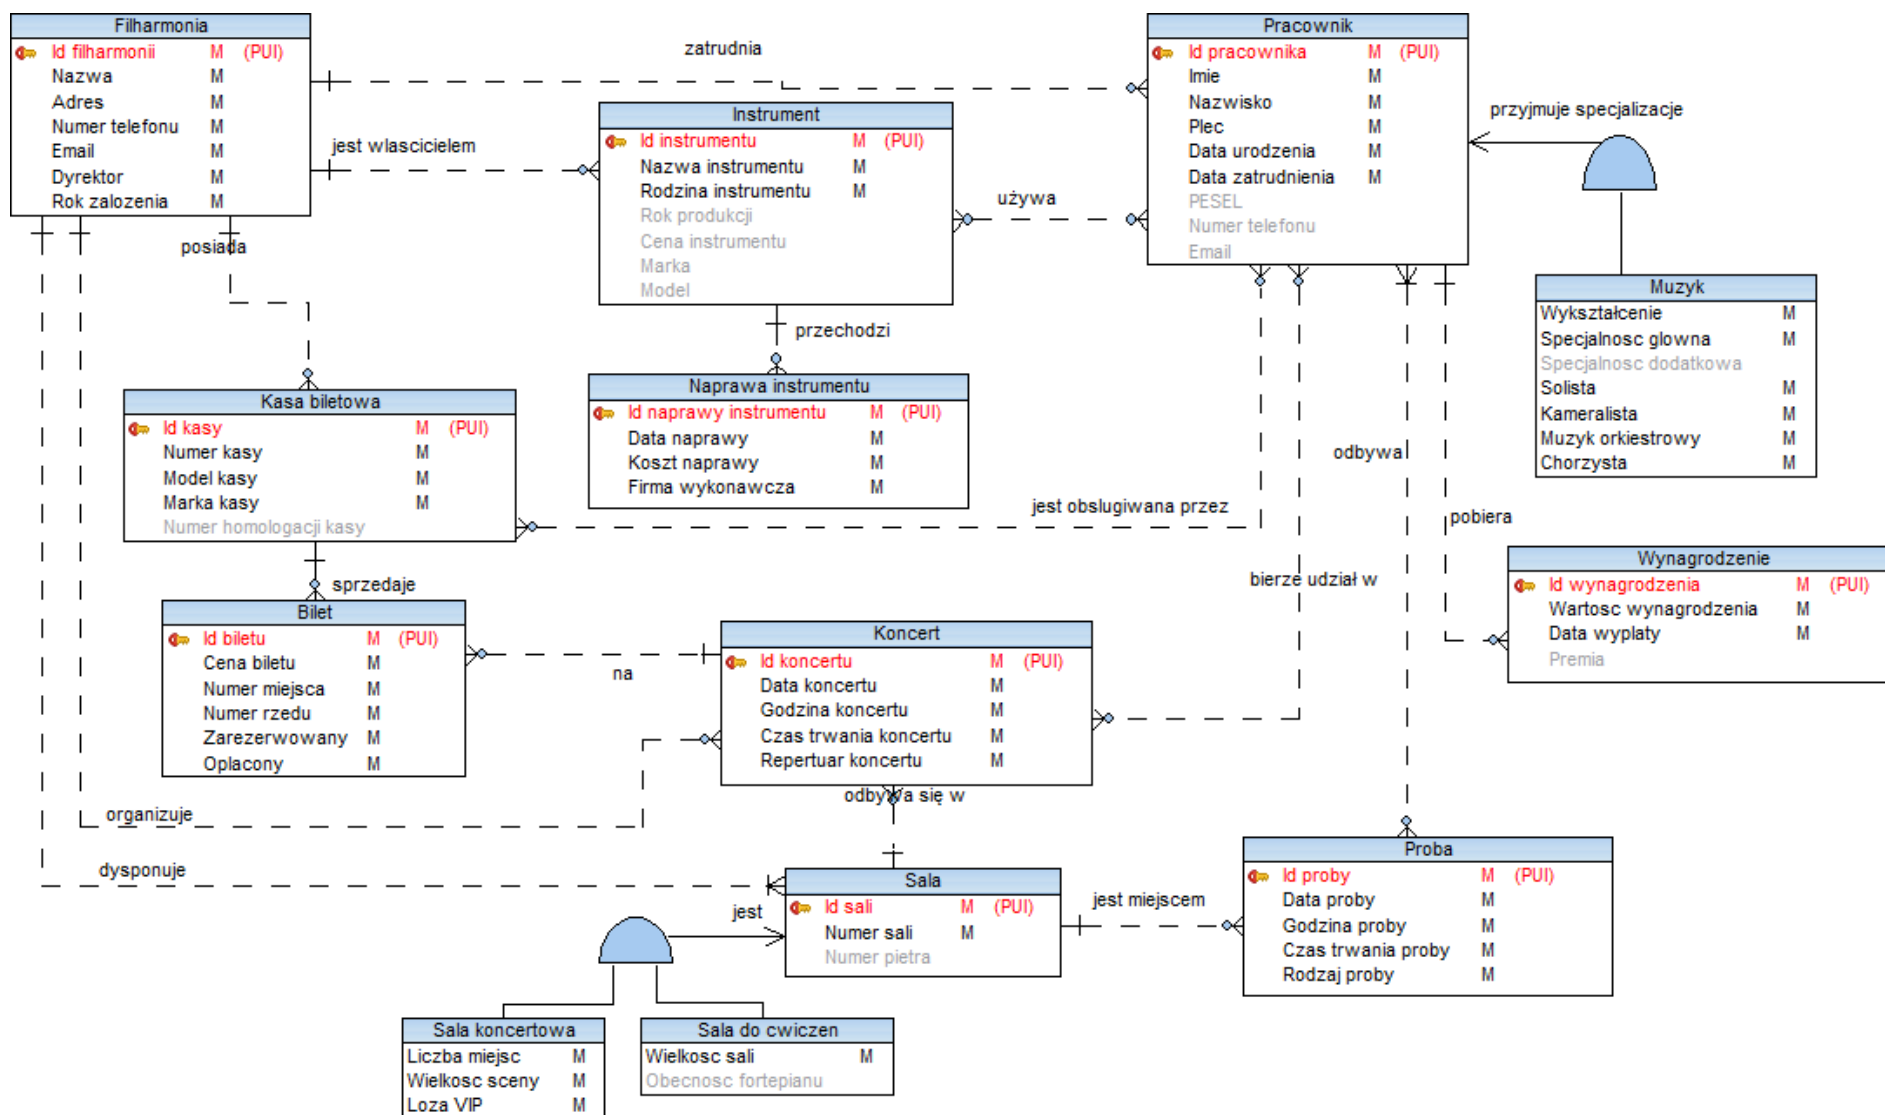 Filharmonia
Id filharmonii M (PUI)
Nazwa M
Adres M
Numer telefonu M
Email M
Dyrektor M
Rok zalozenia M
zatrudnia
Pracownik
Id pracownika M (PUI)
Imie M
Nazwisko M
Plec M
Data urodzenia M
Data zatrudnienia M
PESEL
Numer telefonu
Email
przyjmuje specjalizacje
jest wlascicielem
Instrument
Id instrumentu M (PUI)
Nazwa instrumentu M
Rodzina instrumentu M
Rok produkcji
Cena instrumentu
Marka
Model
używa
posiada
Muzyk
Wykształcenie M
Specjalnosc glowna M
Specjalnosc dodatkowa
Solista M
Kameralista M
Muzyk orkiestrowy M
Chorzysta M
przechodzi
Naprawa instrumentu
Id naprawy instrumentu M (PUI)
Data naprawy M
Koszt naprawy M
Firma wykonawcza M
Kasa biletowa
Id kasy M (PUI)
Numer kasy M
Model kasy M
Marka kasy M
Numer homologacji kasy
odbywa
jest obslugiwana przez
pobiera
bierze udział w
Wynagrodzenie
Id wynagrodzenia M (PUI)
Wartosc wynagrodzenia M
Data wyplaty M
Premia
sprzedaje
Bilet
Id biletu M (PUI)
Cena biletu M
Numer miejsca M
Numer rzedu M
Zarezerwowany M
Oplacony M
na
Koncert
Id koncertu M (PUI)
Data koncertu M
Godzina koncertu M
Czas trwania koncertu M
Repertuar koncertu M
odbywa się w
organizuje
dysponuje
Sala
Id sali M (PUI)
Numer sali M
Numer pietra
jest
jest miejscem
Proba
Id proby M (PUI)
Data proby M
Godzina proby M
Czas trwania proby M
Rodzaj proby M
Sala koncertowa
Liczba miejsc M
Wielkosc sceny M
Loza VIP M
Sala do cwiczen
Wielkosc sali M
Obecnosc fortepianu